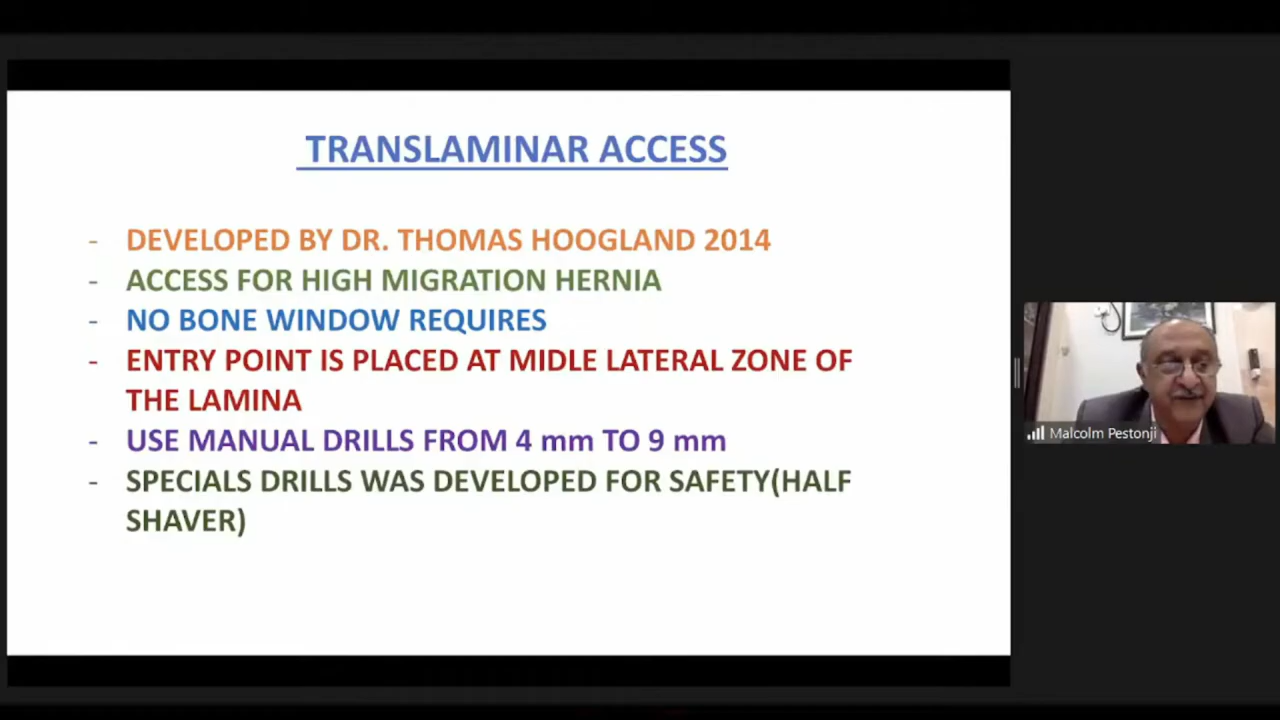 TRANSLAMINAR ACCESS
- DEVELOPED BY DR. THOMAS HOOGLAND 2014
- ACCESS FOR HIGH MIGRATION HERNIA
- NO BONE WINDOW REQUIRES
- ENTRY POINT IS PLACED AT MIDLE LATERAL ZONE OF
THE LAMINA
- USE MANUAL DRILLS FROM 4 mm TO 9 mm
- SPECIALS DRILLS WAS DEVELOPED FOR SAFETY(HALF
SHAVER)
Malcolm Pestonji